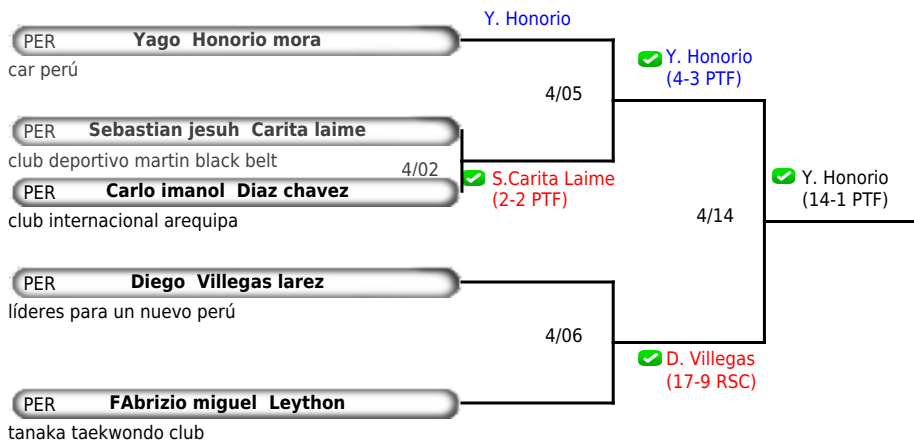 Y. Honorio
PER Yago Honorio mora
car perú
Y. Honorio
(4-3 PTF)
4/05
PER Sebastian jesuh Carita laime
club deportivo martin black belt
4/02
S.Carita Laime
(2-2 PTF)
PER Carlo imanol Diaz chavez
club internacional arequipa
Y. Honorio
(14-1 PTF)
4/14
PER Diego Villegas larez
líderes para un nuevo perú
4/06
D. Villegas
(17-9 RSC)
PER FAbrizio miguel Leython
tanaka taekwondo club